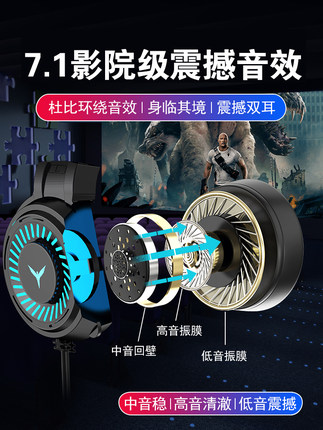 7.1影院级震撼音效
杜比环绕音效|身临其境|震撼双耳
高音振膜
中音回壁
低音振膜
中音稳|高音清澈|低音震撼